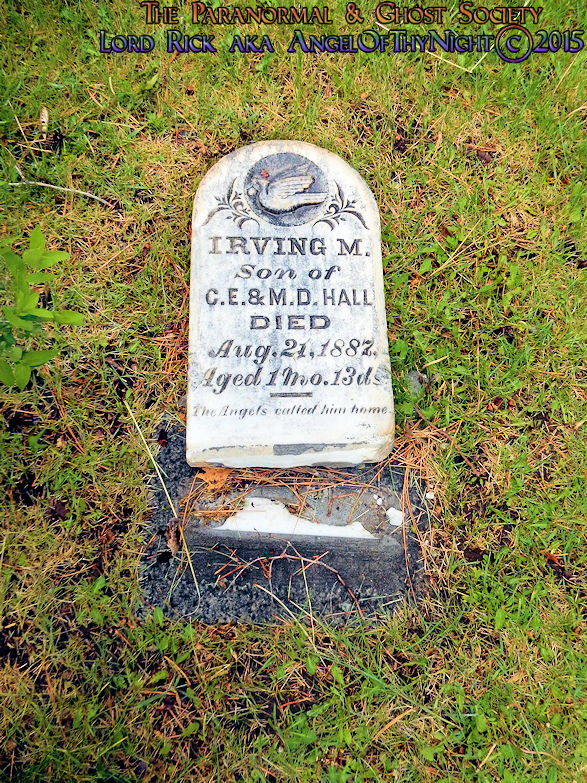 The Paranormal & Ghost Society
Lord Rick aka AngelOfThyNight©2015
IRVING M.
Son of
C.E.&M.D. HALL
DIED
Aug. 21, 1887.
Aged 1 Mo. 13ds
The Angels called him home.